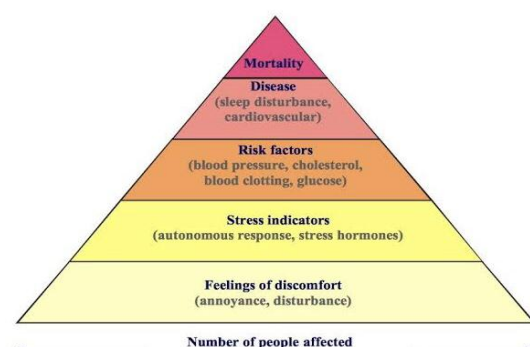 Mortality
Disease
(sleep disturbance,
cardiovascular)
Risk factors
(blood pressure, cholesterol,
blood clotting, glucose)
Stress indicators
(autonomous response, stress hormones)
Feelings of discomfort
(annoyance, disturbance)
Number of people affected